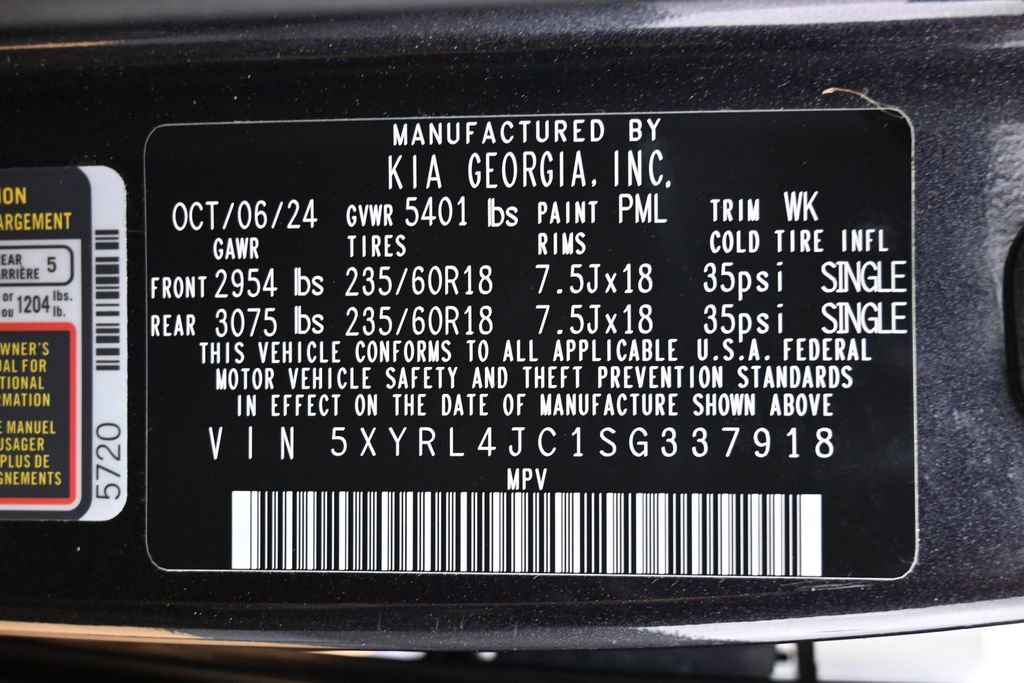 MANUFACTURED BY
KIA GEORGIA, INC.
OCT/06/24 GVWR 5401 lbs PAINT PML TRIM WK
GAWR TIRES RIMS COLD TIRE INFL
FRONT 2954 lbs 235/60R18 7.5Jx18 35psi SINGLE
REAR 3075 lbs 235/60R18 7.5Jx18 35psi SINGLE
THIS VEHICLE CONFORMS TO ALL APPLICABLE U.S.A. FEDERAL
MOTOR VEHICLE SAFETY AND THEFT PREVENTION STANDARDS
IN EFFECT ON THE DATE OF MANUFACTURE SHOWN ABOVE
VIN 5XYRL4JC1SG337918
MPV
ION
ARGEMENT
EAR
RRIÈRE 5
or
ou 1204 lbs.
lb.
WNER'S
UAL FOR
TIONAL
MATION
E MANUEL
USAGER
PLUS DE
GNEMENTS
5720